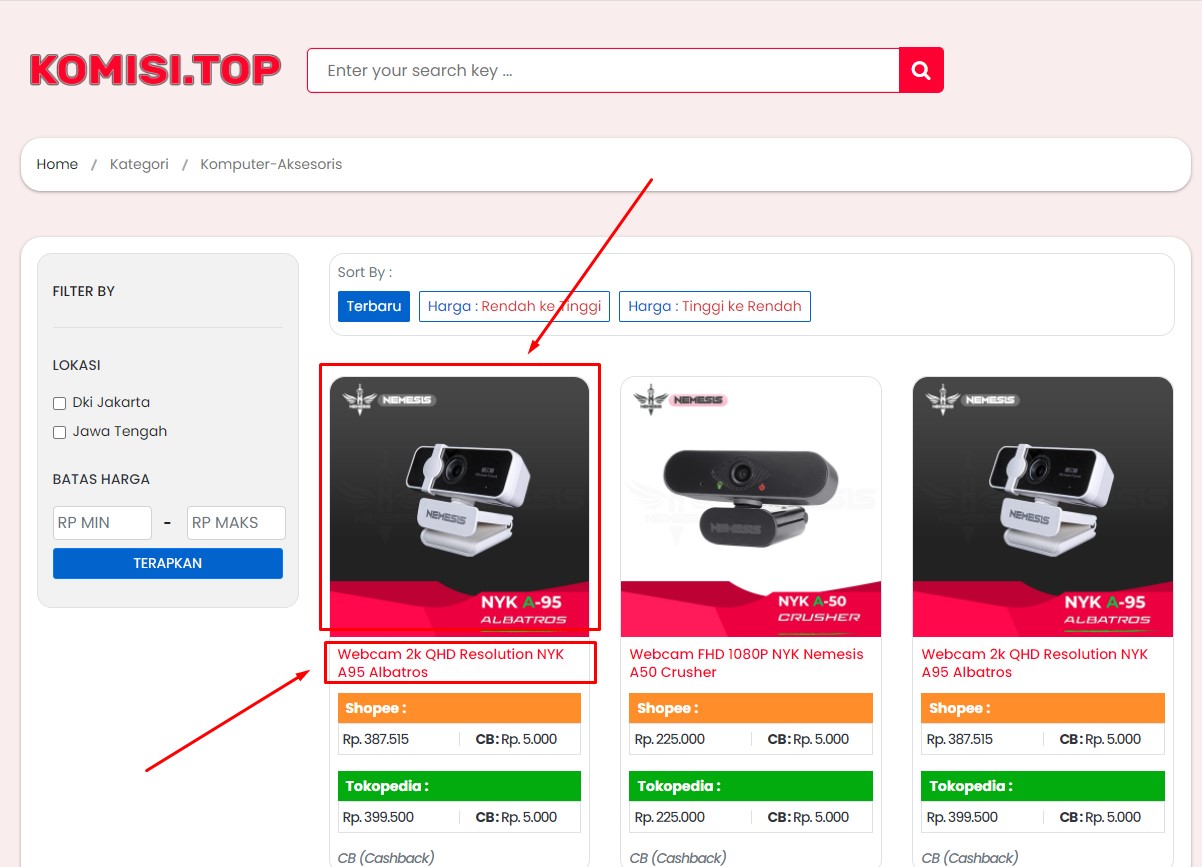 KOMISI.TOP
Enter your search key ...
Home / Kategori / Komputer-Aksesoris
FILTER BY
LOKASI
Dki Jakarta
Jawa Tengah
BATAS HARGA
RP MIN - RP MAKS
TERAPKAN
Sort By :
Terbaru
Harga : Rendah ke Tinggi
Harga : Tinggi ke Rendah
NEMESIS
NEMESIS
NYK A-95
ALBATROS
Webcam 2k QHD Resolution NYK
A95 Albatros
Shopee :
Rp. 387.515 CB: Rp. 5.000
Tokopedia :
Rp. 399.500 CB: Rp. 5.000
CB (Cashback)
NEMESIS
NEMESIS
NYK A-50
CRUSHER
Webcam FHD 1080P NYK Nemesis
A50 Crusher
Shopee :
Rp. 225.000 CB: Rp. 5.000
Tokopedia :
Rp. 225.000 CB: Rp. 5.000
CB (Cashback)
NEMESIS
NEMESIS
NYK A-95
ALBATROS
Webcam 2k QHD Resolution NYK
A95 Albatros
Shopee :
Rp. 387.515 CB: Rp. 5.000
Tokopedia :
Rp. 399.500 CB: Rp. 5.000
CB (Cashback)